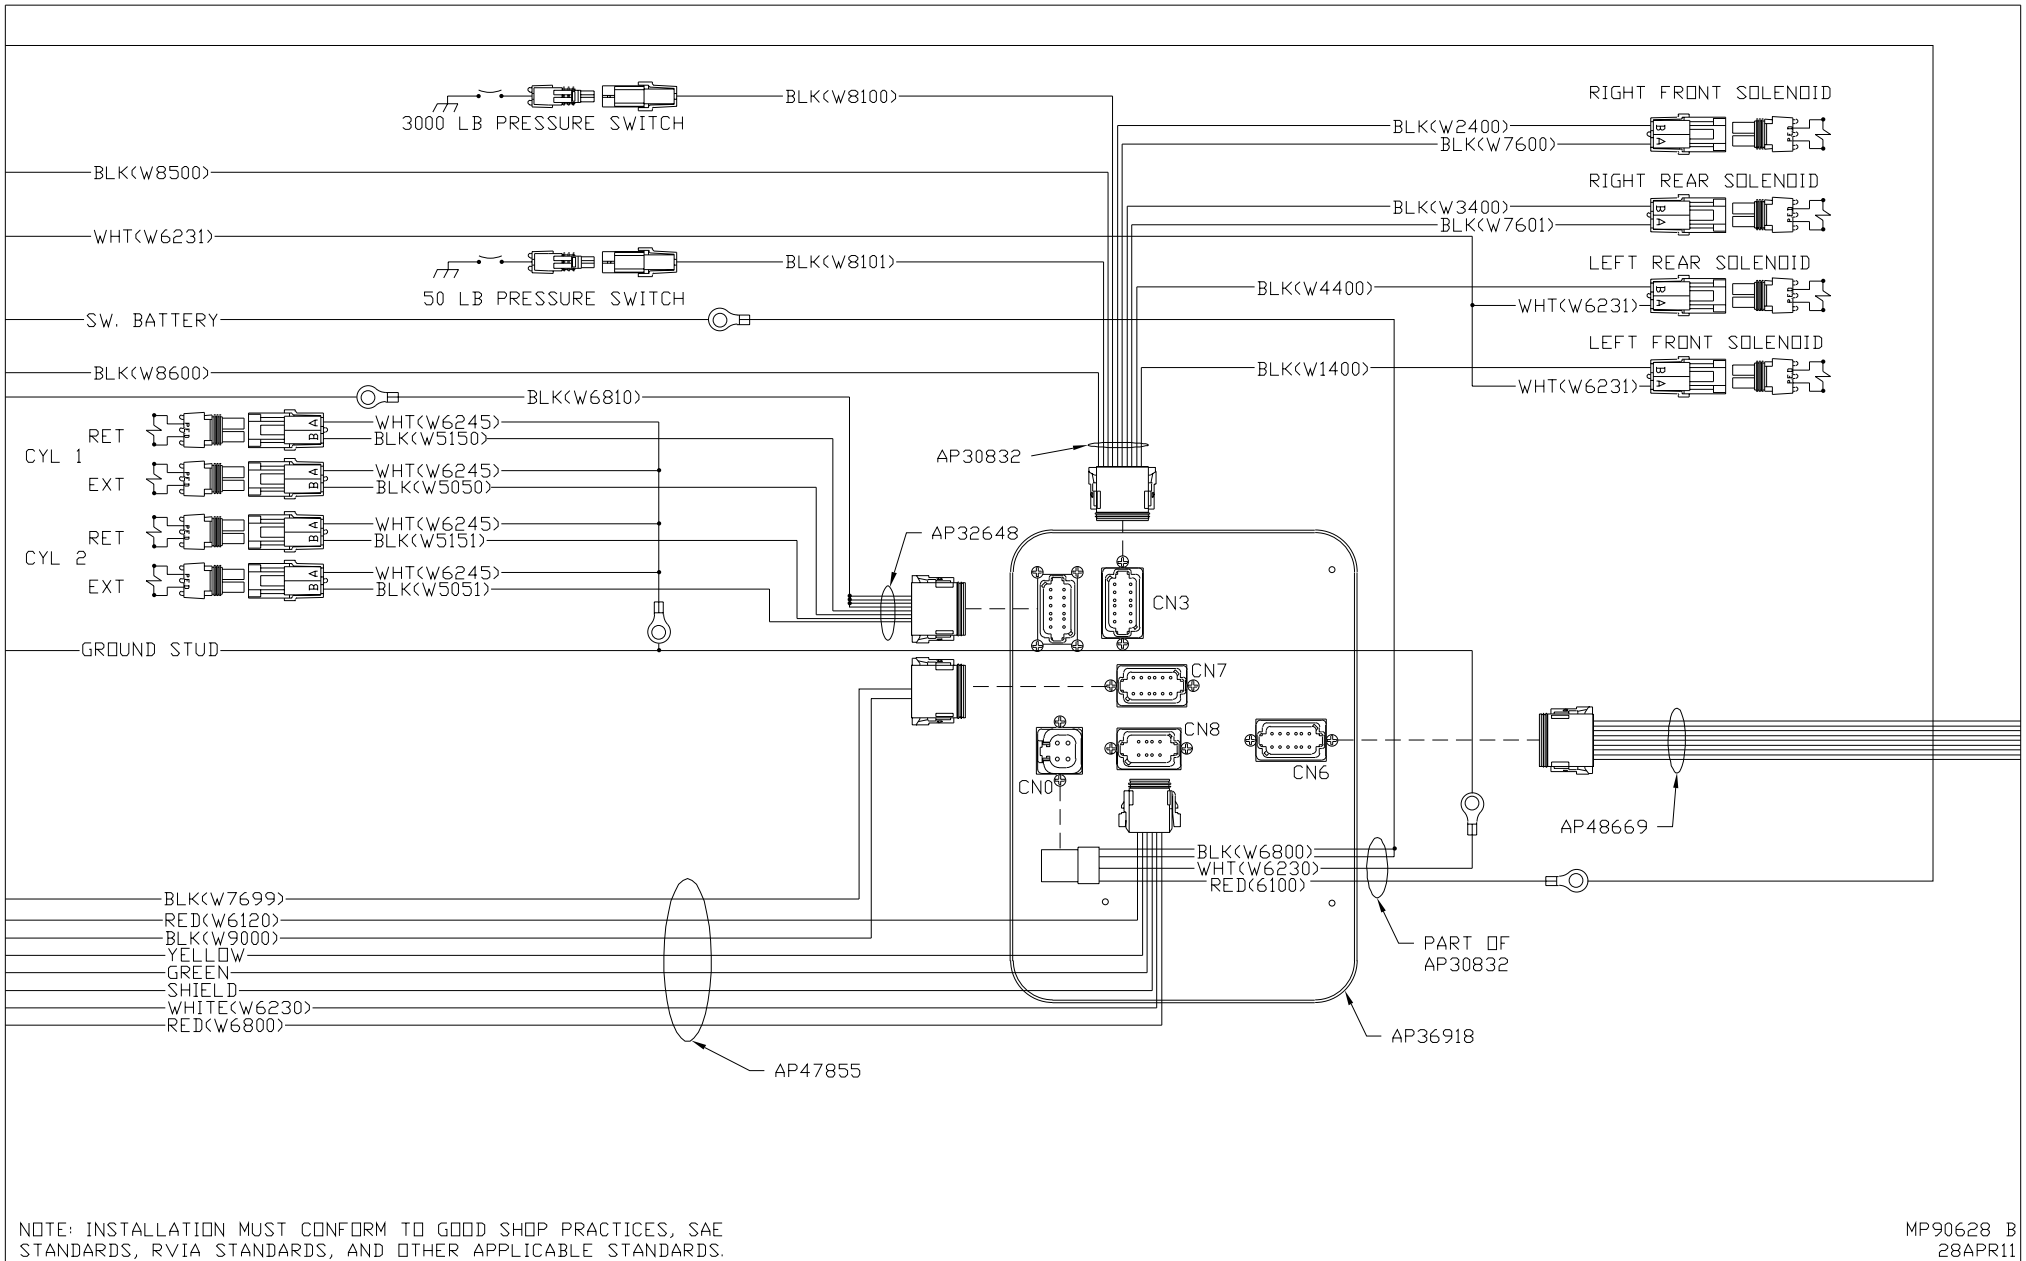 BLK(W8100)
3000 LB PRESSURE SWITCH
RIGHT FRONT SOLENOID
BLK(W2400)
BLK(W7600)
B
A
BLK(W8500)
RIGHT REAR SOLENOID
BLK(W3400)
BLK(W7601)
B
A
WHT(W6231)
BLK(W8101)
50 LB PRESSURE SWITCH
LEFT REAR SOLENOID
BLK(W4400)
WHT(W6231)
B
A
SW. BATTERY
LEFT FRONT SOLENOID
BLK(W1400)
WHT(W6231)
B
A
BLK(W8600)
BLK(W6810)
CYL 1
RET
A
B
WHT(W6245)
BLK(W5150)
EXT
A
B
WHT(W6245)
BLK(W5050)
CYL 2
RET
A
B
WHT(W6245)
BLK(W5151)
EXT
A
B
WHT(W6245)
BLK(W5051)
AP30832
AP32648
CN3
GROUND STUD
CN7
CN8
CN6
CN0
AP48669
BLK(W6800)
WHT(W6230)
RED(6100)
PART OF
AP30832
BLK(W7699)
RED(W6120)
BLK(W9000)
YELLOW
GREEN
SHIELD
WHITE(W6230)
RED(W6800)
AP36918
AP47855
NOTE: INSTALLATION MUST CONFORM TO GOOD SHOP PRACTICES, SAE
STANDARDS, RVIA STANDARDS, AND OTHER APPLICABLE STANDARDS.
MP90628 B
28APR11